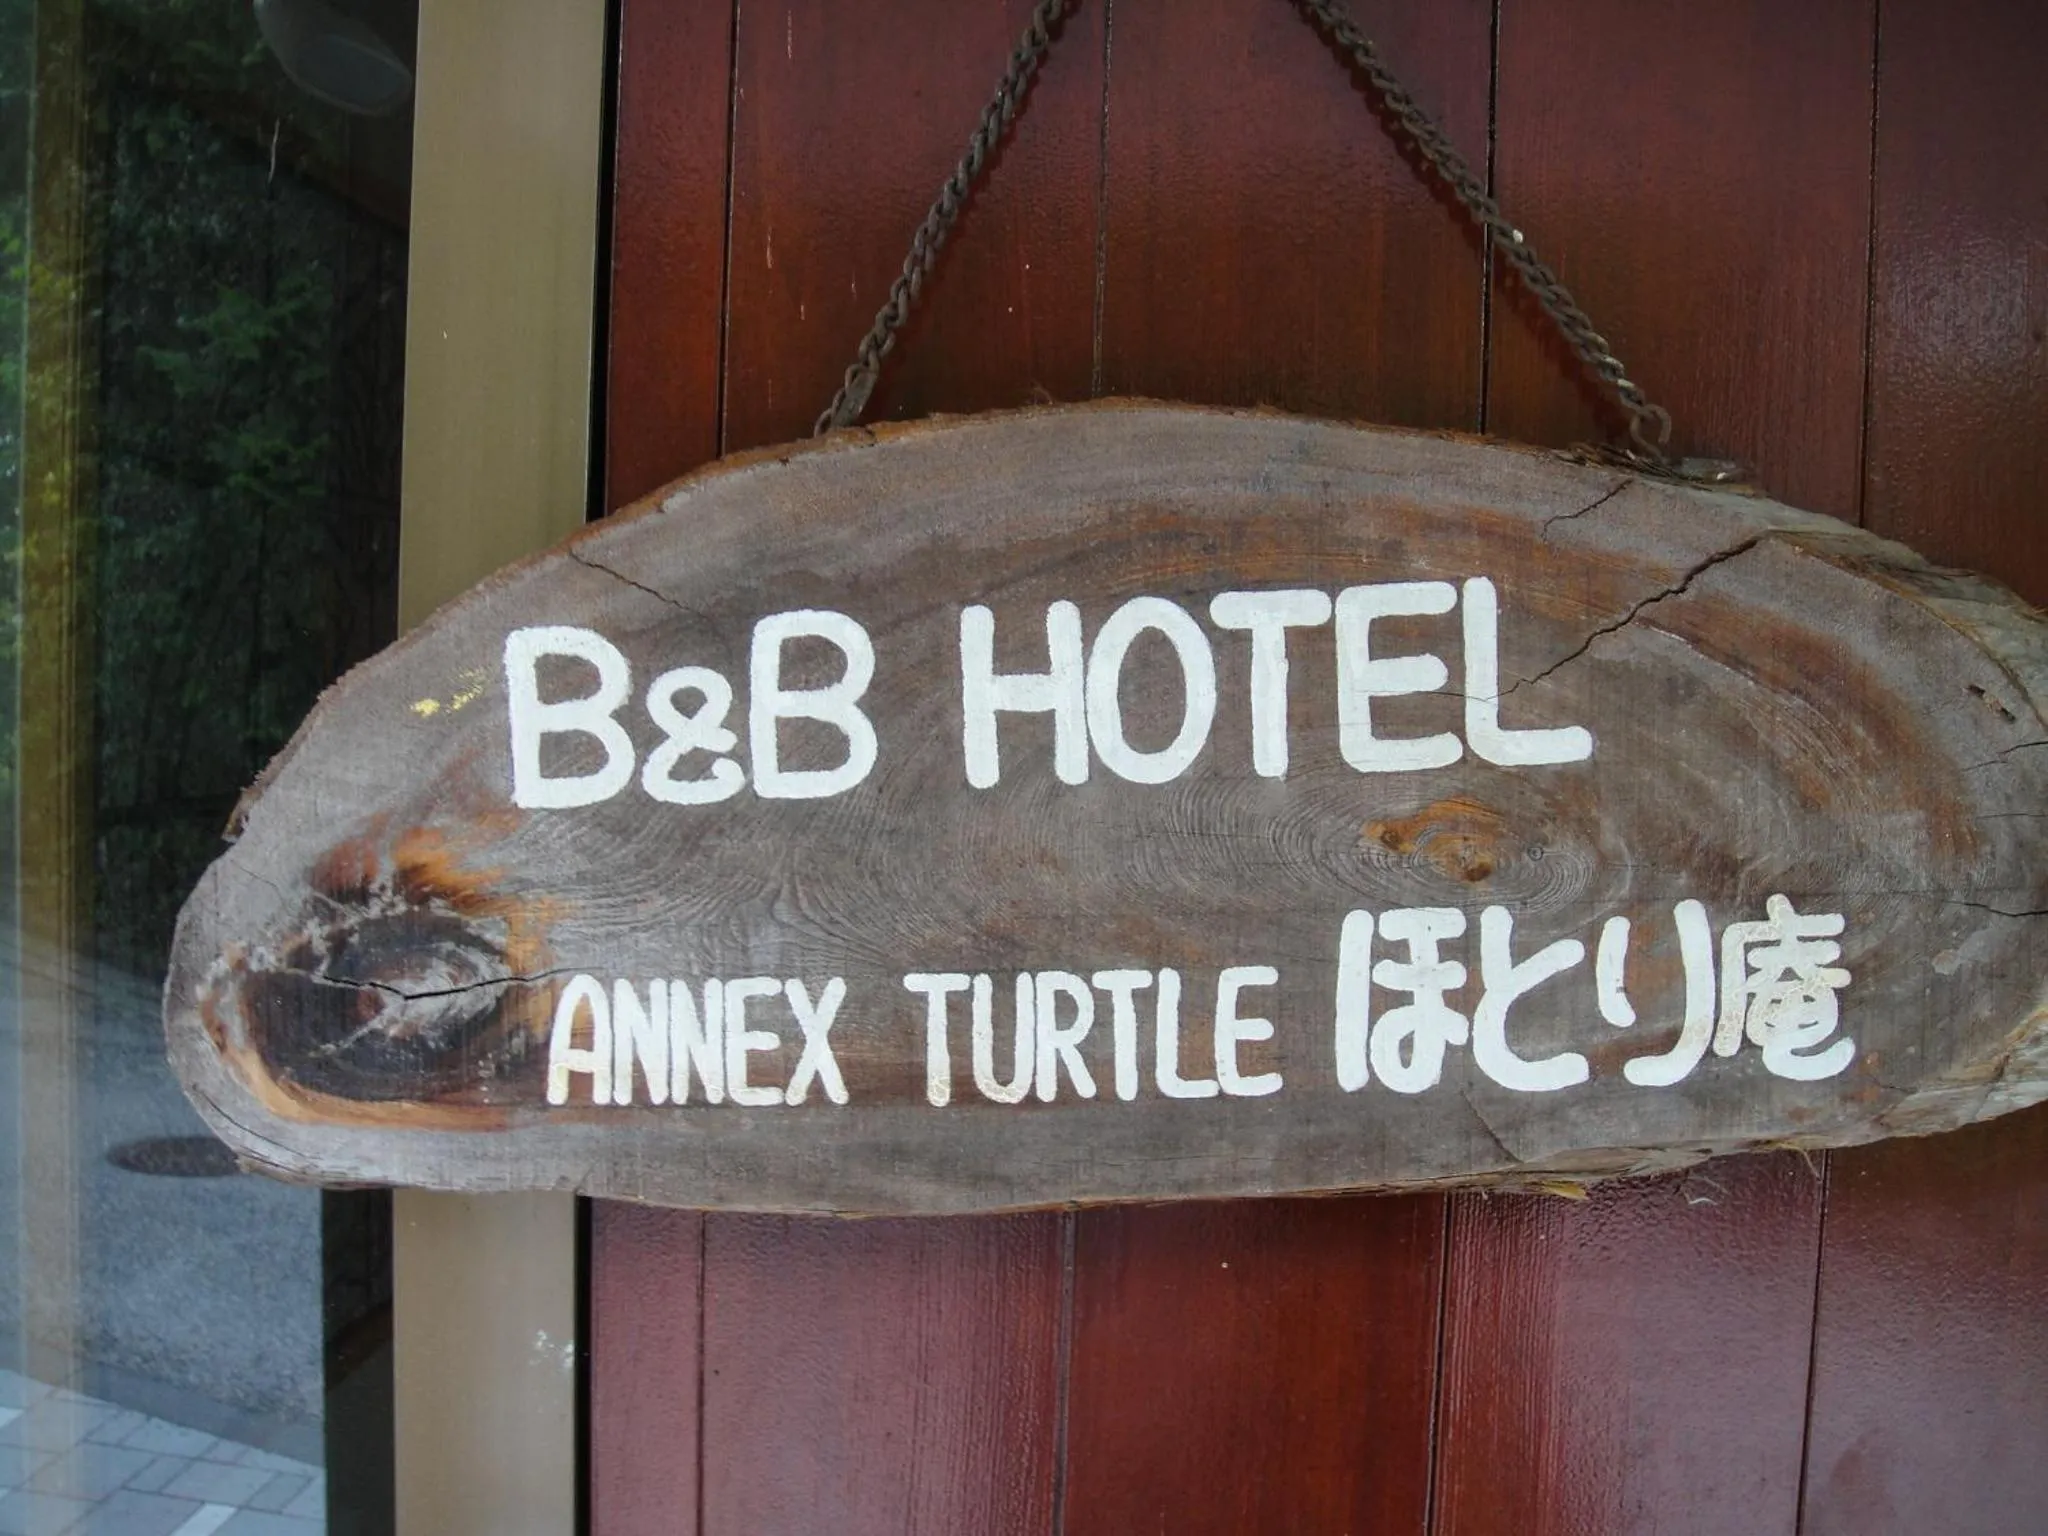 B&B HOTEL
ANNEX TURTLE ほとり庵